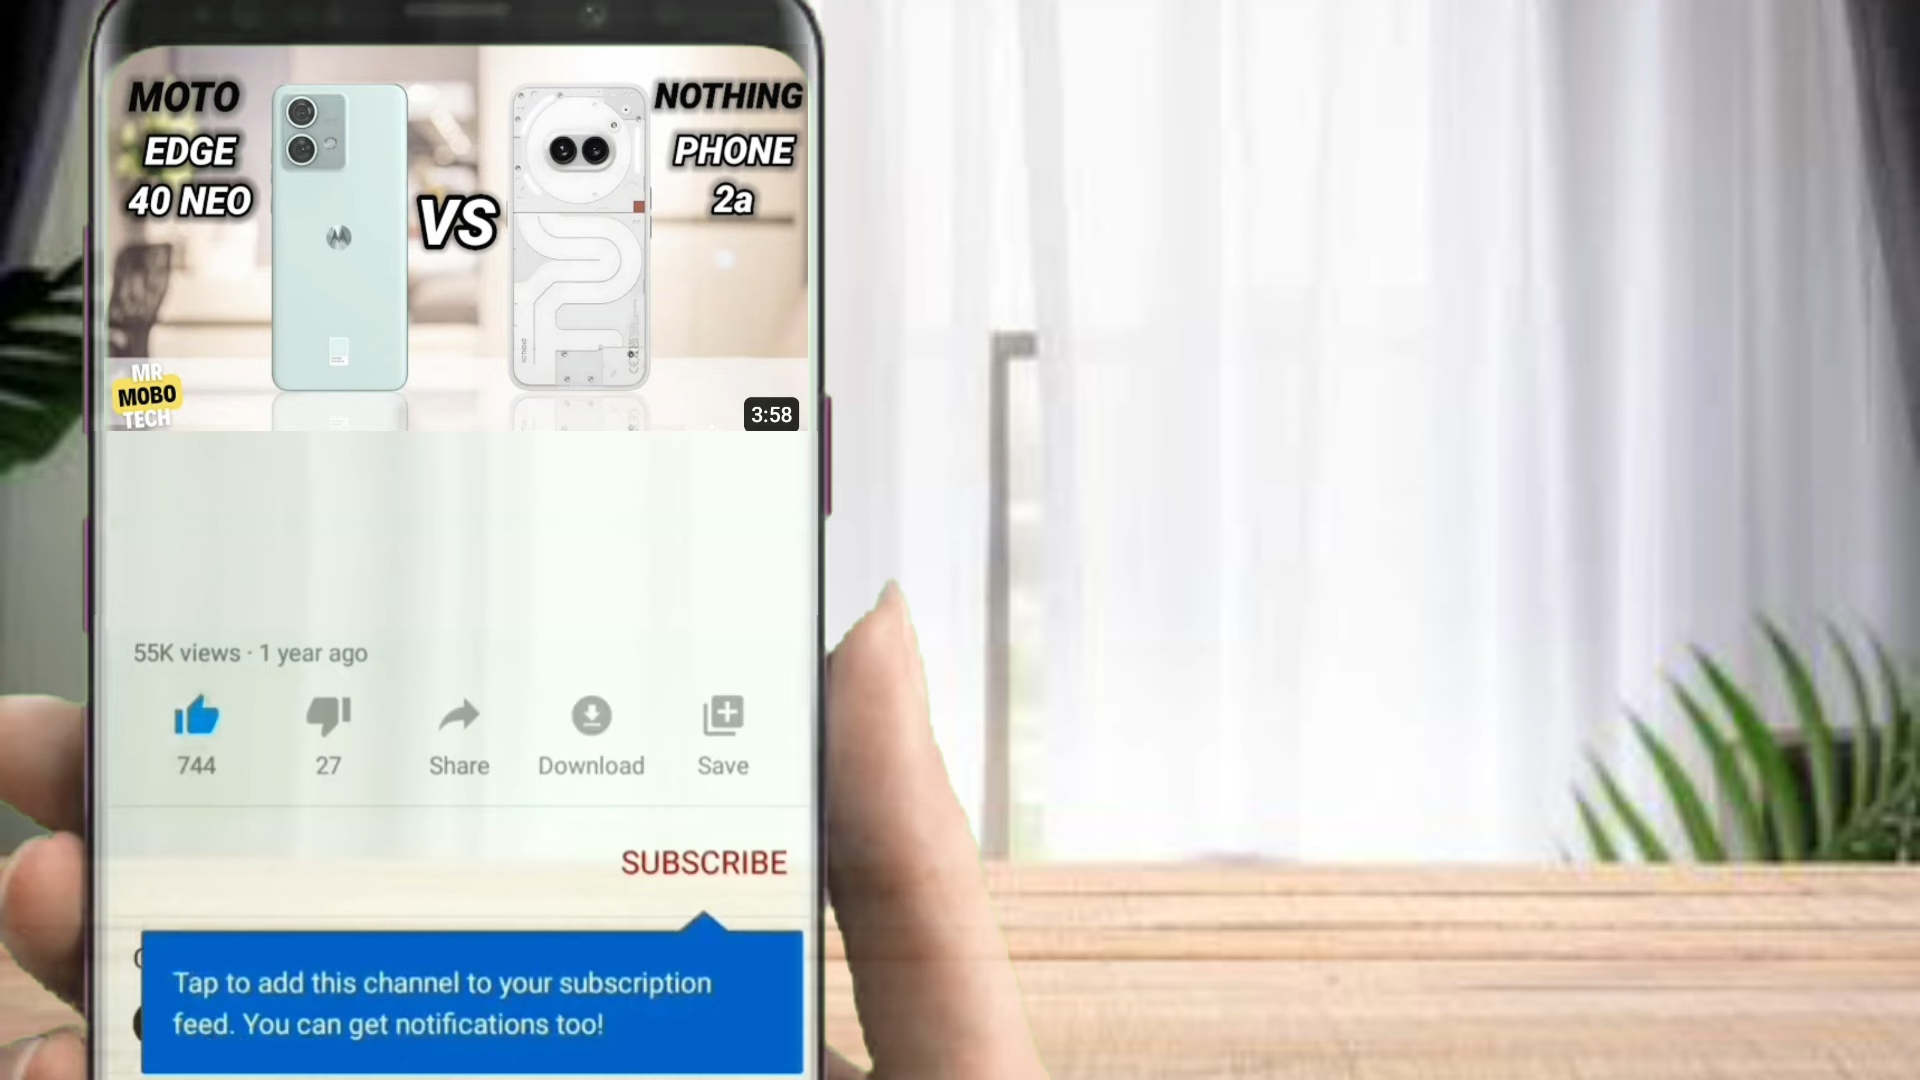 MOTO
EDGE
40 NEO
VS
NOTHING
PHONE
2a
MR
MOBO
TECH
3:58
55K views · 1 year ago
744
27
Share
Download
Save
SUBSCRIBE
Tap to add this channel to your subscription
feed. You can get notifications too!